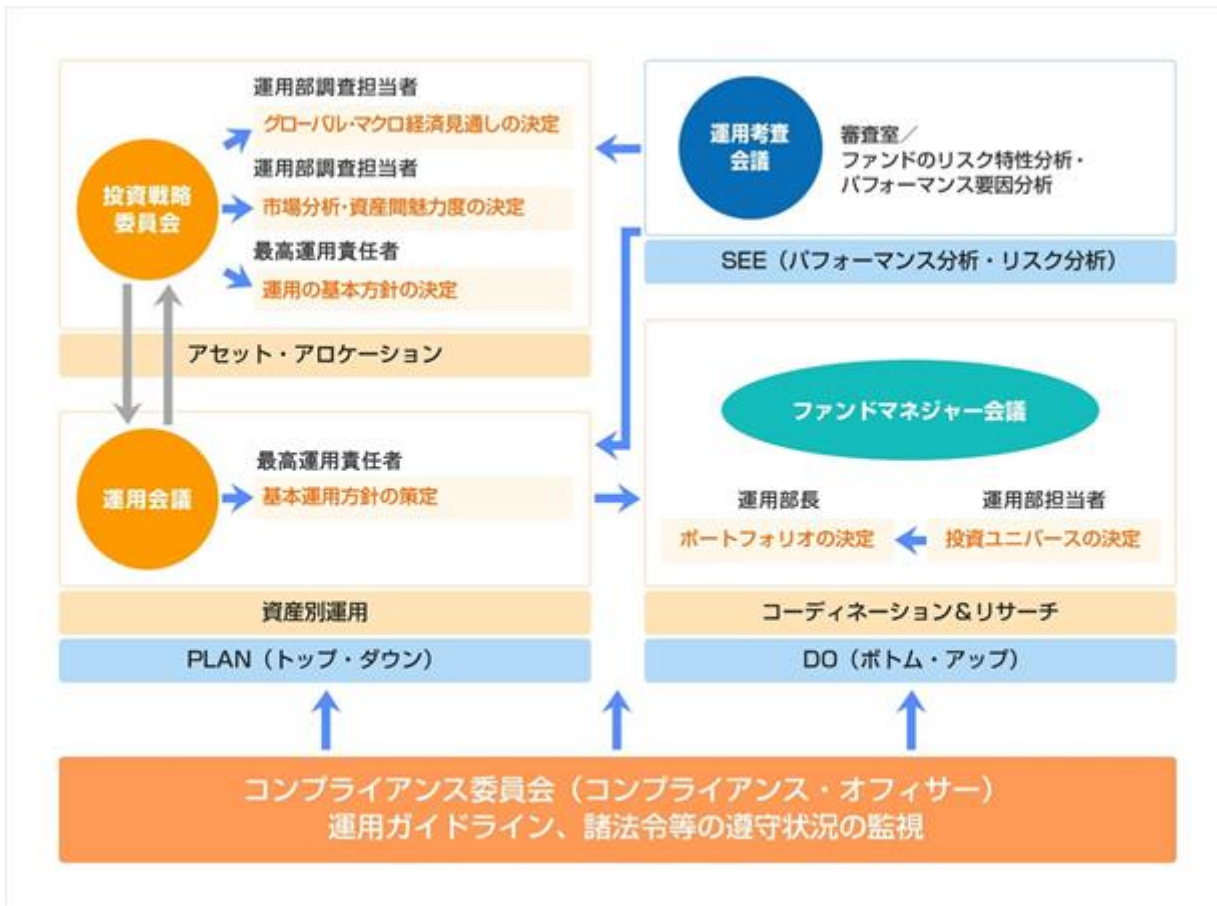 投資戦略
委員会
運用部調査担当者
グローバル・マクロ経済見通しの決定
運用部調査担当者
市場分析・資産間魅力度の決定
最高運用責任者
運用の基本方針の決定
アセット・アロケーション
運用考査
会議
審査室／
ファンドのリスク特性分析・
パフォーマンス要因分析
SEE（パフォーマンス分析・リスク分析）
運用会議
最高運用責任者
基本運用方針の策定
資産別運用
PLAN（トップ・ダウン）
ファンドマネジャー会議
運用部長
ポートフォリオの決定
運用部担当者
投資ユニバースの決定
コーディネーション＆リサーチ
DO（ボトム・アップ）
コンプライアンス委員会（コンプライアンス・オフィサー）
運用ガイドライン、諸法令等の遵守状況の監視